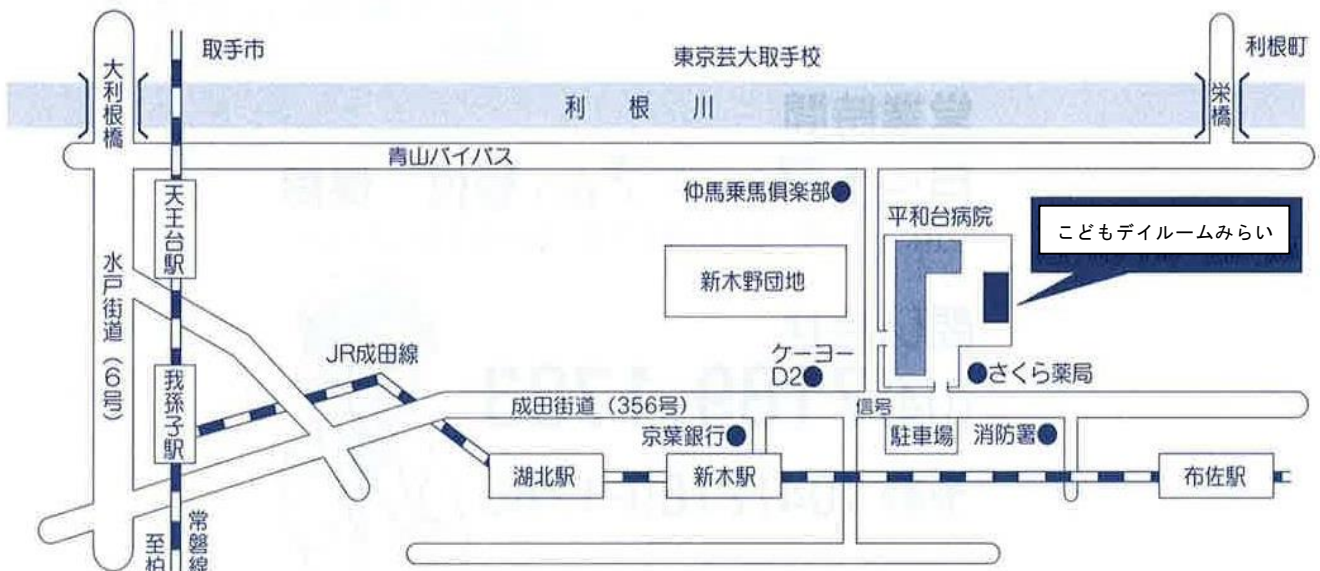 取手市
東京芸大取手校
利根町
大利根橋
利根川
栄橋
青山バイパス
天王台駅
仲馬乗馬倶楽部
平和台病院
こどもデイルームみらい
水戸街道(6号)
新木野団地
JR成田線
ケーヨー
D2
さくら薬局
我孫子駅
成田街道(356号)
信号
京葉銀行
駐車場
消防署
湖北駅
新木駅
布佐駅
常磐線
至柏